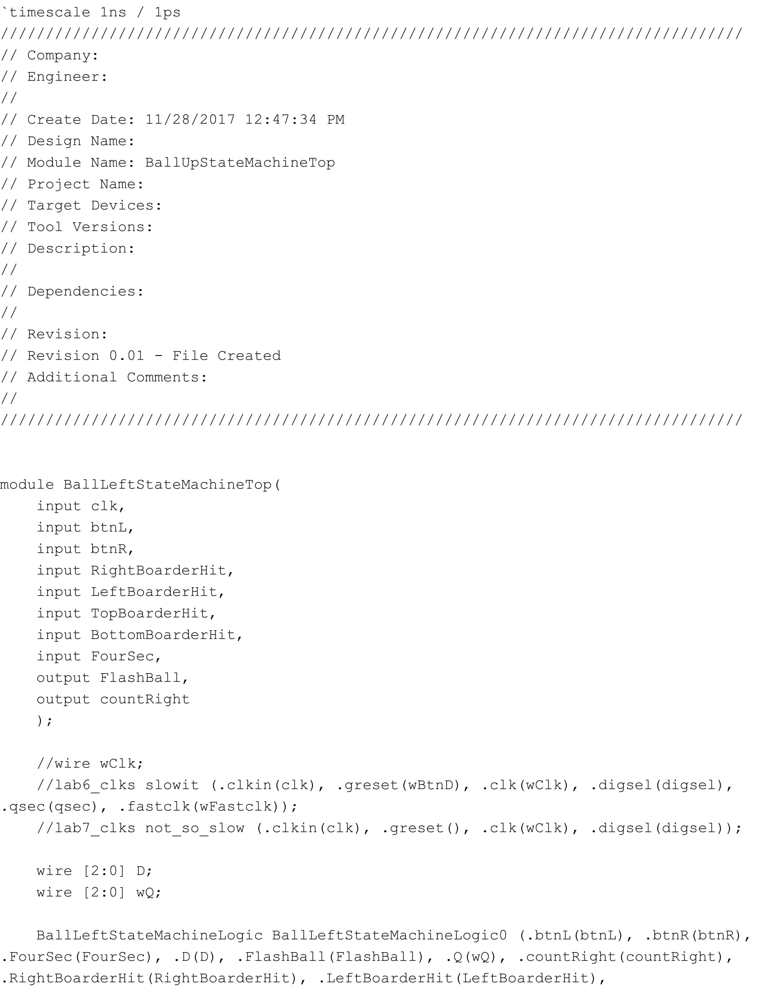 `timescale 1ns / 1ps
//////////////////////////////////////////////////////////////////////////////////
// Company:
// Engineer:
//
// Create Date: 11/28/2017 12:47:34 PM
// Design Name:
// Module Name: BallUpStateMachineTop
// Project Name:
// Target Devices:
// Tool Versions:
// Description:
//
// Dependencies:
//
// Revision:
// Revision 0.01 - File Created
// Additional Comments:
//
//////////////////////////////////////////////////////////////////////////////////
module BallLeftStateMachineTop(
    input clk,
    input btnL,
    input btnR,
    input RightBoarderHit,
    input LeftBoarderHit,
    input TopBoarderHit,
    input BottomBoarderHit,
    input FourSec,
    output FlashBall,
    output countRight
    );
    //wire wClk;
    //lab6_clks slowit (.clkin(clk), .greset(wBtnD), .clk(wClk), .digsel(digsel),
.qsec(qsec), .fastclk(wFastclk));
    //lab7_clks not_so_slow (.clkin(clk), .greset(), .clk(wClk), .digsel(digsel));
    wire [2:0] D;
    wire [2:0] wQ;
    BallLeftStateMachineLogic BallLeftStateMachineLogic0 (.btnL(btnL), .btnR(btnR),
.FourSec(FourSec), .D(D), .FlashBall(FlashBall), .Q(wQ), .countRight(countRight),
.RightBoarderHit(RightBoarderHit), .LeftBoarderHit(LeftBoarderHit),